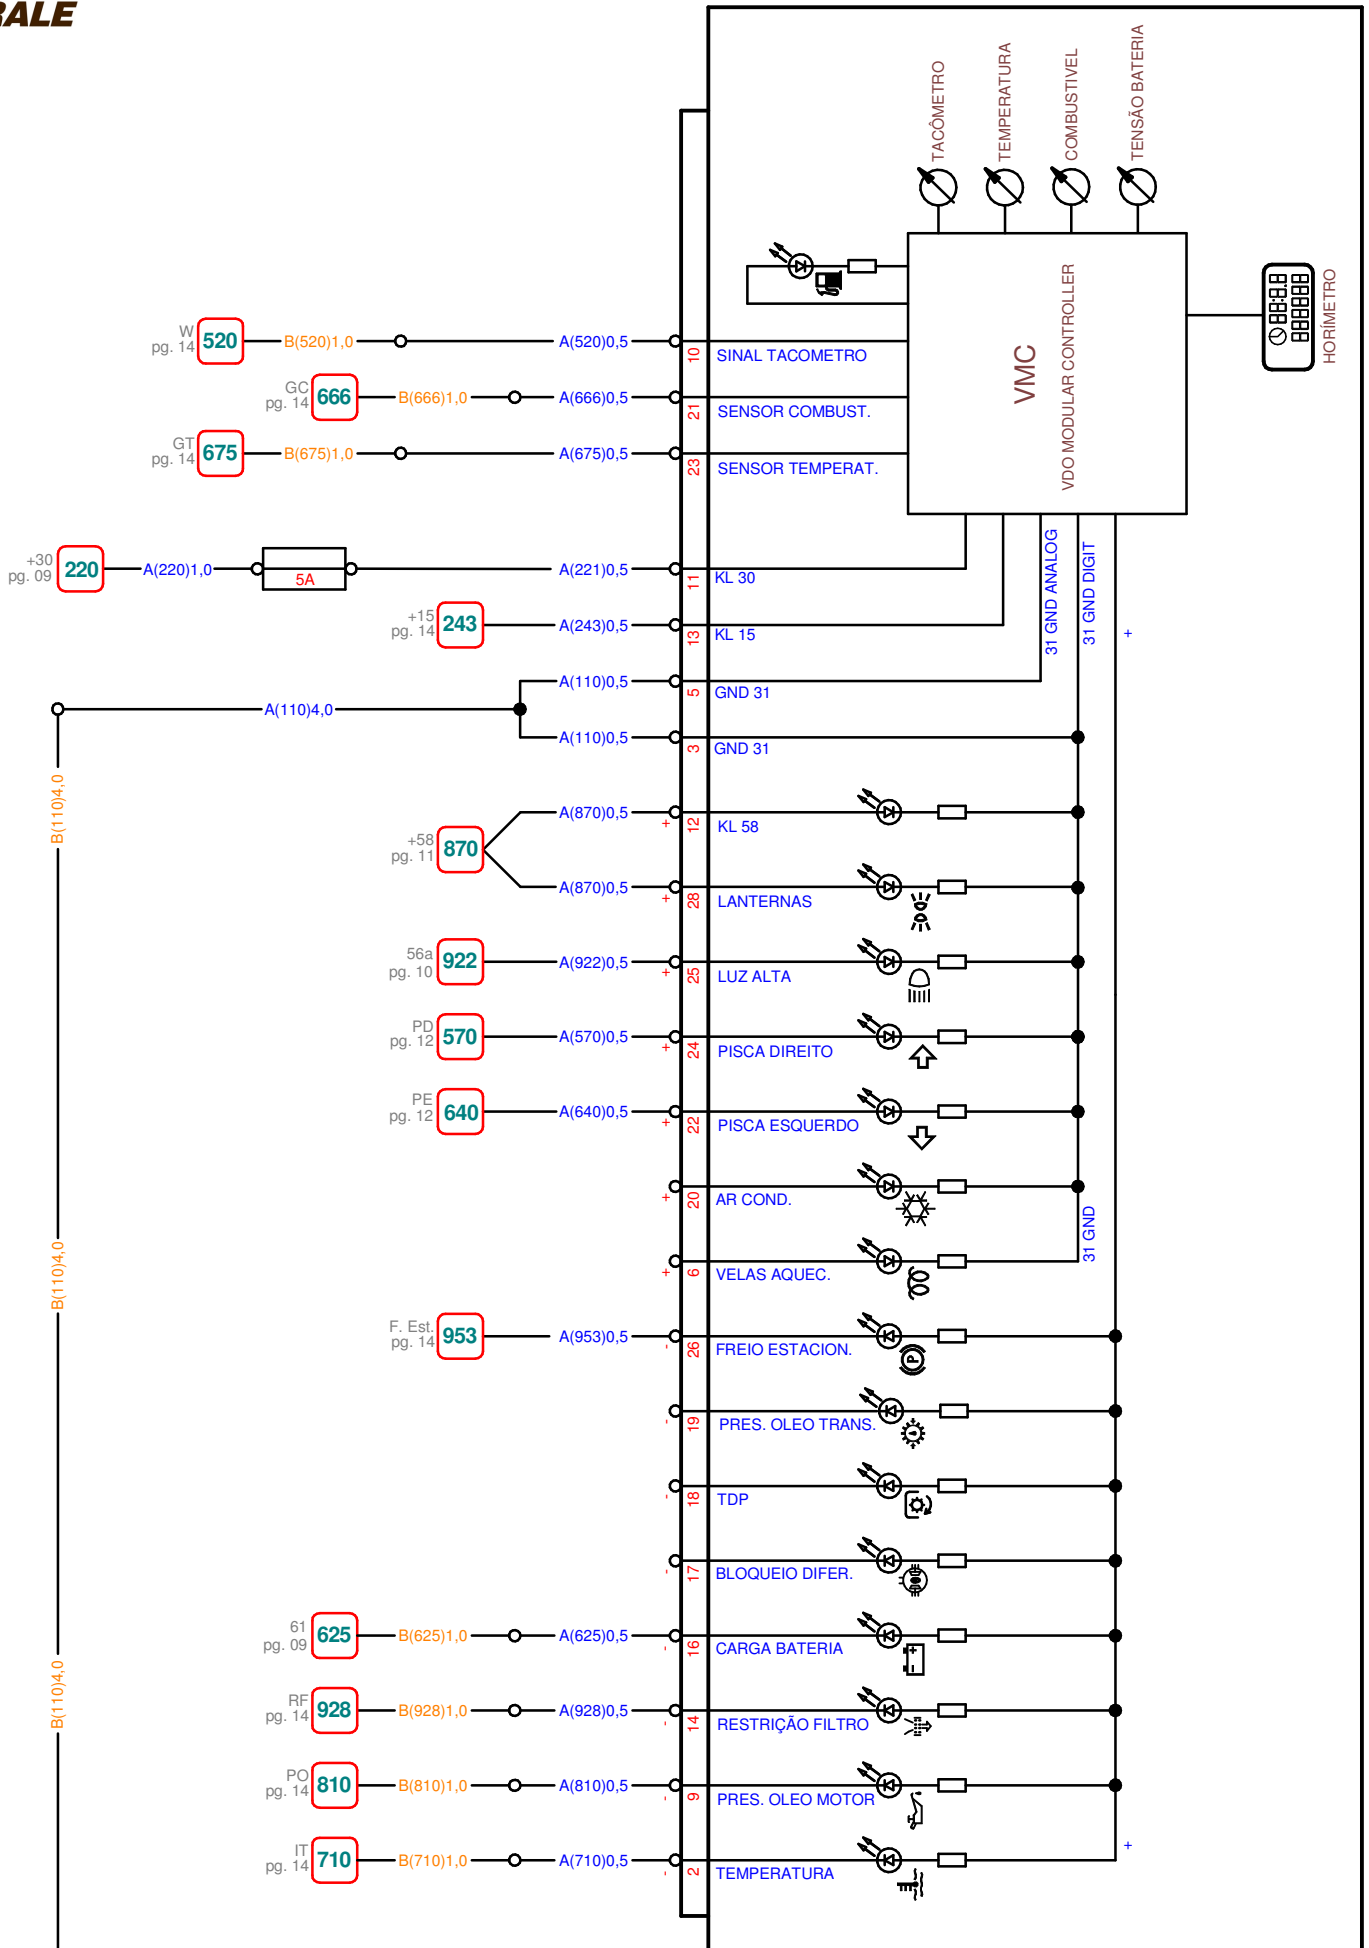 RALE
TACÔMETRO
TEMPERATURA
COMBUSTIVEL
TENSÃO BATERIA
VMC
VDO MODULAR CONTROLLER
HORÍMETRO
W
pg. 14
520
B(520)1,0
A(520)0,5
10
SINAL TACOMETRO
GC
pg. 14
666
B(666)1,0
A(666)0,5
21
SENSOR COMBUST.
GT
pg. 14
675
B(675)1,0
A(675)0,5
23
SENSOR TEMPERAT.
+30
pg. 09
220
A(220)1,0
5A
A(221)0,5
11
KL 30
+15
pg. 14
243
A(243)0,5
13
KL 15
31 GND ANALOG
31 GND DIGIT
+
A(110)0,5
5
GND 31
A(110)4,0
A(110)0,5
3
GND 31
B(110)4,0
+58
pg. 11
870
A(870)0,5
+
12
KL 58
A(870)0,5
+
28
LANTERNAS
56a
pg. 10
922
A(922)0,5
+
25
LUZ ALTA
PD
pg. 12
570
A(570)0,5
+
24
PISCA DIREITO
PE
pg. 12
640
A(640)0,5
+
22
PISCA ESQUERDO
+
20
AR COND.
31 GND
B(110)4,0
+
6
VELAS AQUEC.
F. Est.
pg. 14
953
A(953)0,5
-
26
FREIO ESTACION.
P
-
19
PRES. OLEO TRANS.
-
18
TDP
-
17
BLOQUEIO DIFER.
61
pg. 09
625
B(625)1,0
A(625)0,5
-
16
CARGA BATERIA
B(110)4,0
RF
pg. 14
928
B(928)1,0
A(928)0,5
-
14
RESTRIÇÃO FILTRO
PO
pg. 14
810
B(810)1,0
A(810)0,5
-
9
PRES. OLEO MOTOR
IT
pg. 14
710
B(710)1,0
A(710)0,5
-
2
TEMPERATURA
+